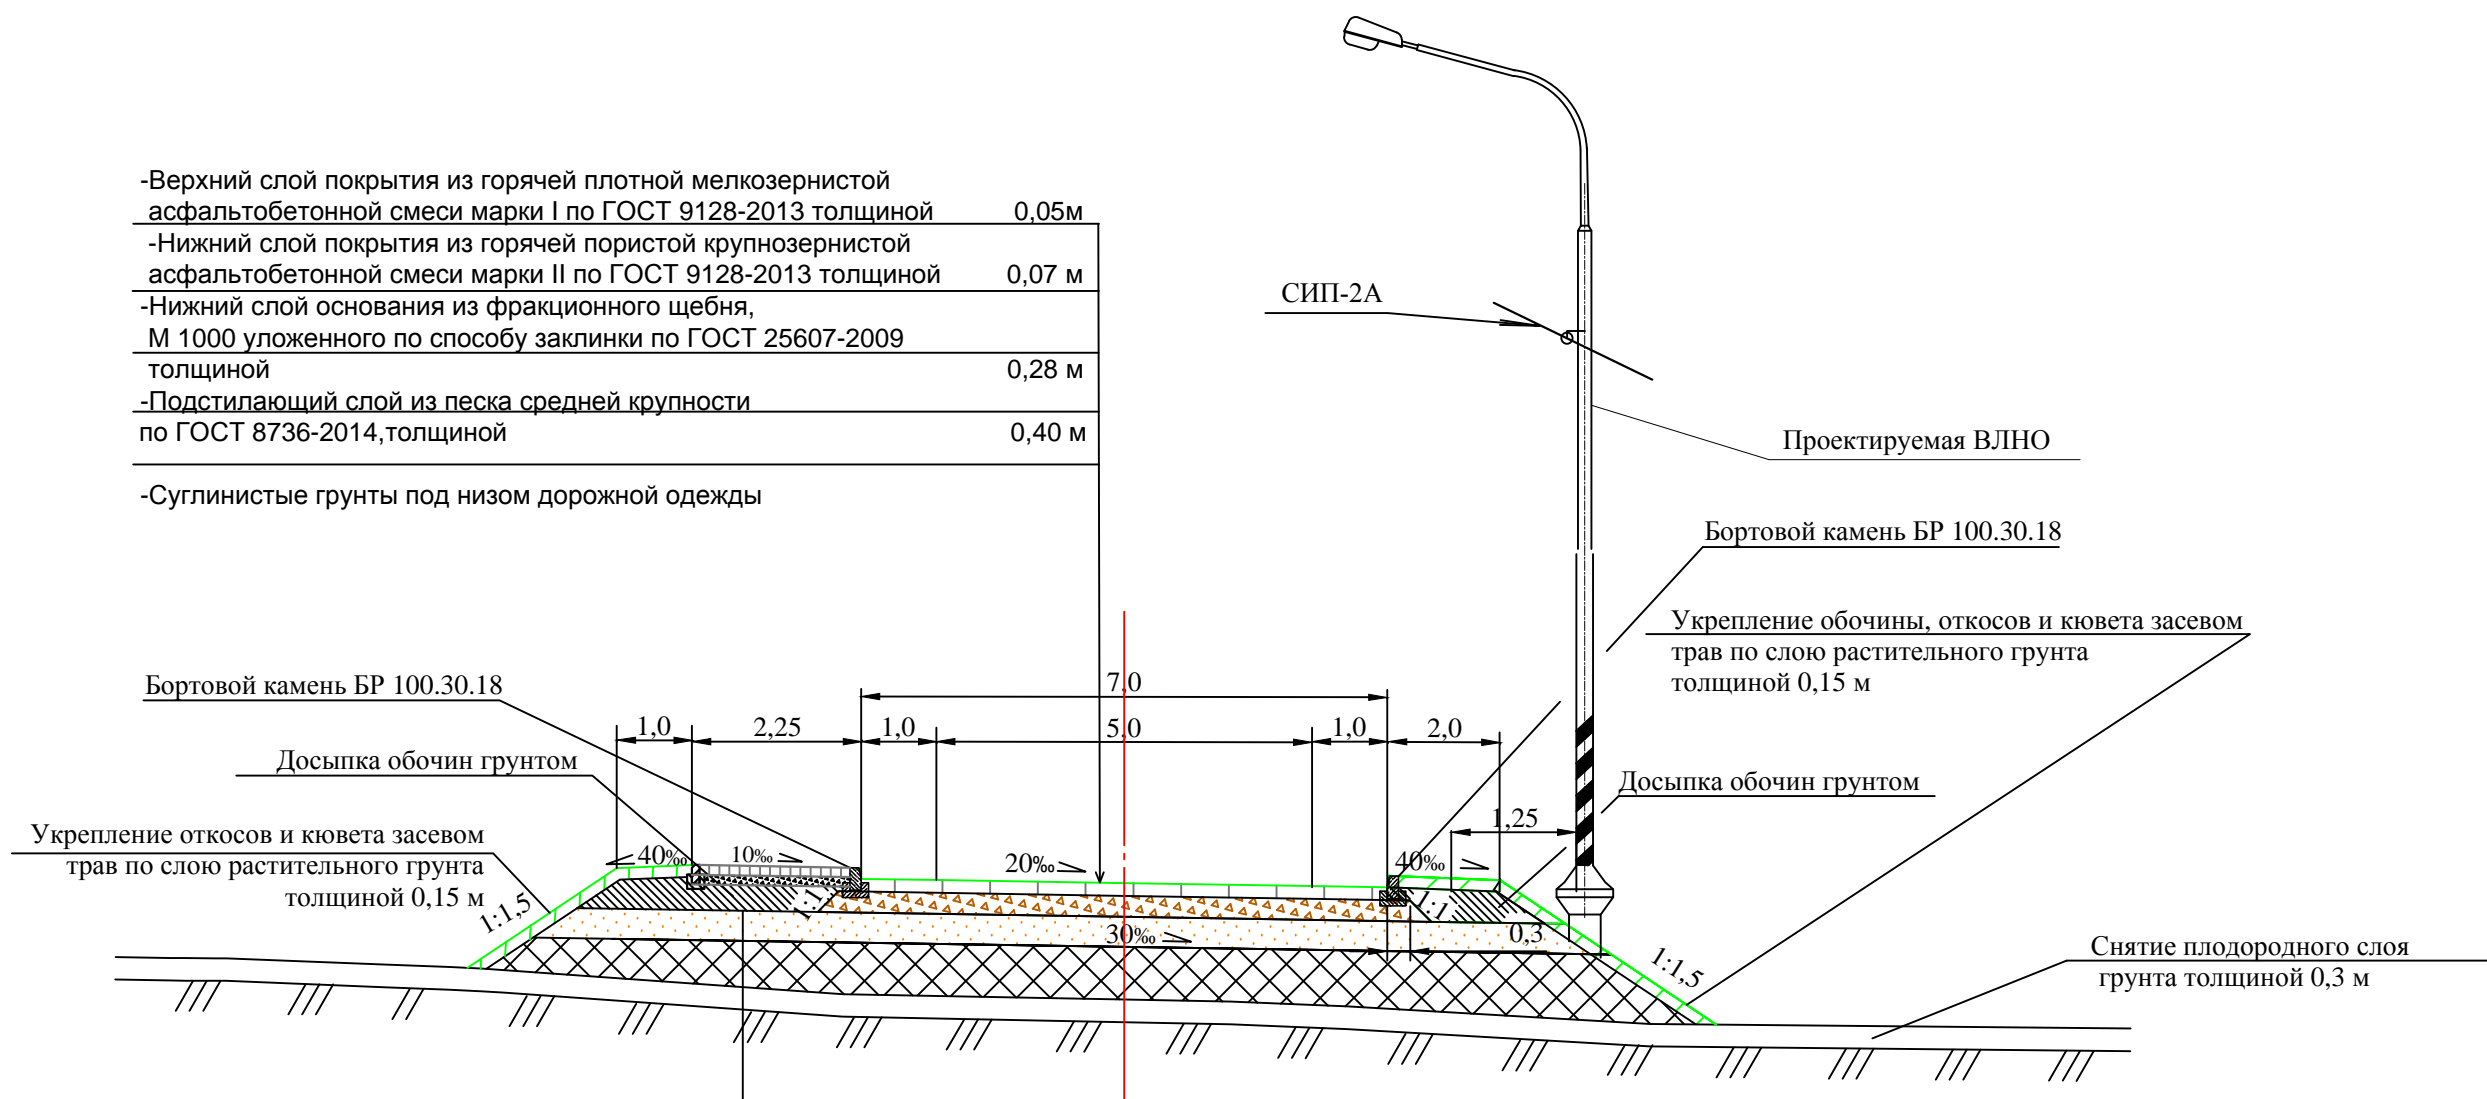 -Верхний слой покрытия из горячей плотной мелкозернистой
асфальтобетонной смеси марки I по ГОСТ 9128-2013 толщиной 0,05м
-Нижний слой покрытия из горячей пористой крупнозернистой
асфальтобетонной смеси марки II по ГОСТ 9128-2013 толщиной 0,07 м
-Нижний слой основания из фракционного щебня,
М 1000 уложенного по способу заклинки по ГОСТ 25607-2009
толщиной 0,28 м
-Подстилающий слой из песка средней крупности
по ГОСТ 8736-2014,толщиной 0,40 м
-Суглинистые грунты под низом дорожной одежды
СИП-2А
Проектируемая ВЛНО
Бортовой камень БР 100.30.18
Укрепление обочины, откосов и кювета засевом
трав по слою растительного грунта
толщиной 0,15 м
Бортовой камень БР 100.30.18
7,0
1,0
2,25
1,0
5,0
1,0
2,0
Досыпка обочин грунтом
Досыпка обочин грунтом
1,25
Укрепление откосов и кювета засевом
трав по слою растительного грунта
толщиной 0,15 м
40‰
10‰
20‰
40‰
1:1,5
1:1
1:1
30‰
0,3
1:1,5
Снятие плодородного слоя
грунта толщиной 0,3 м